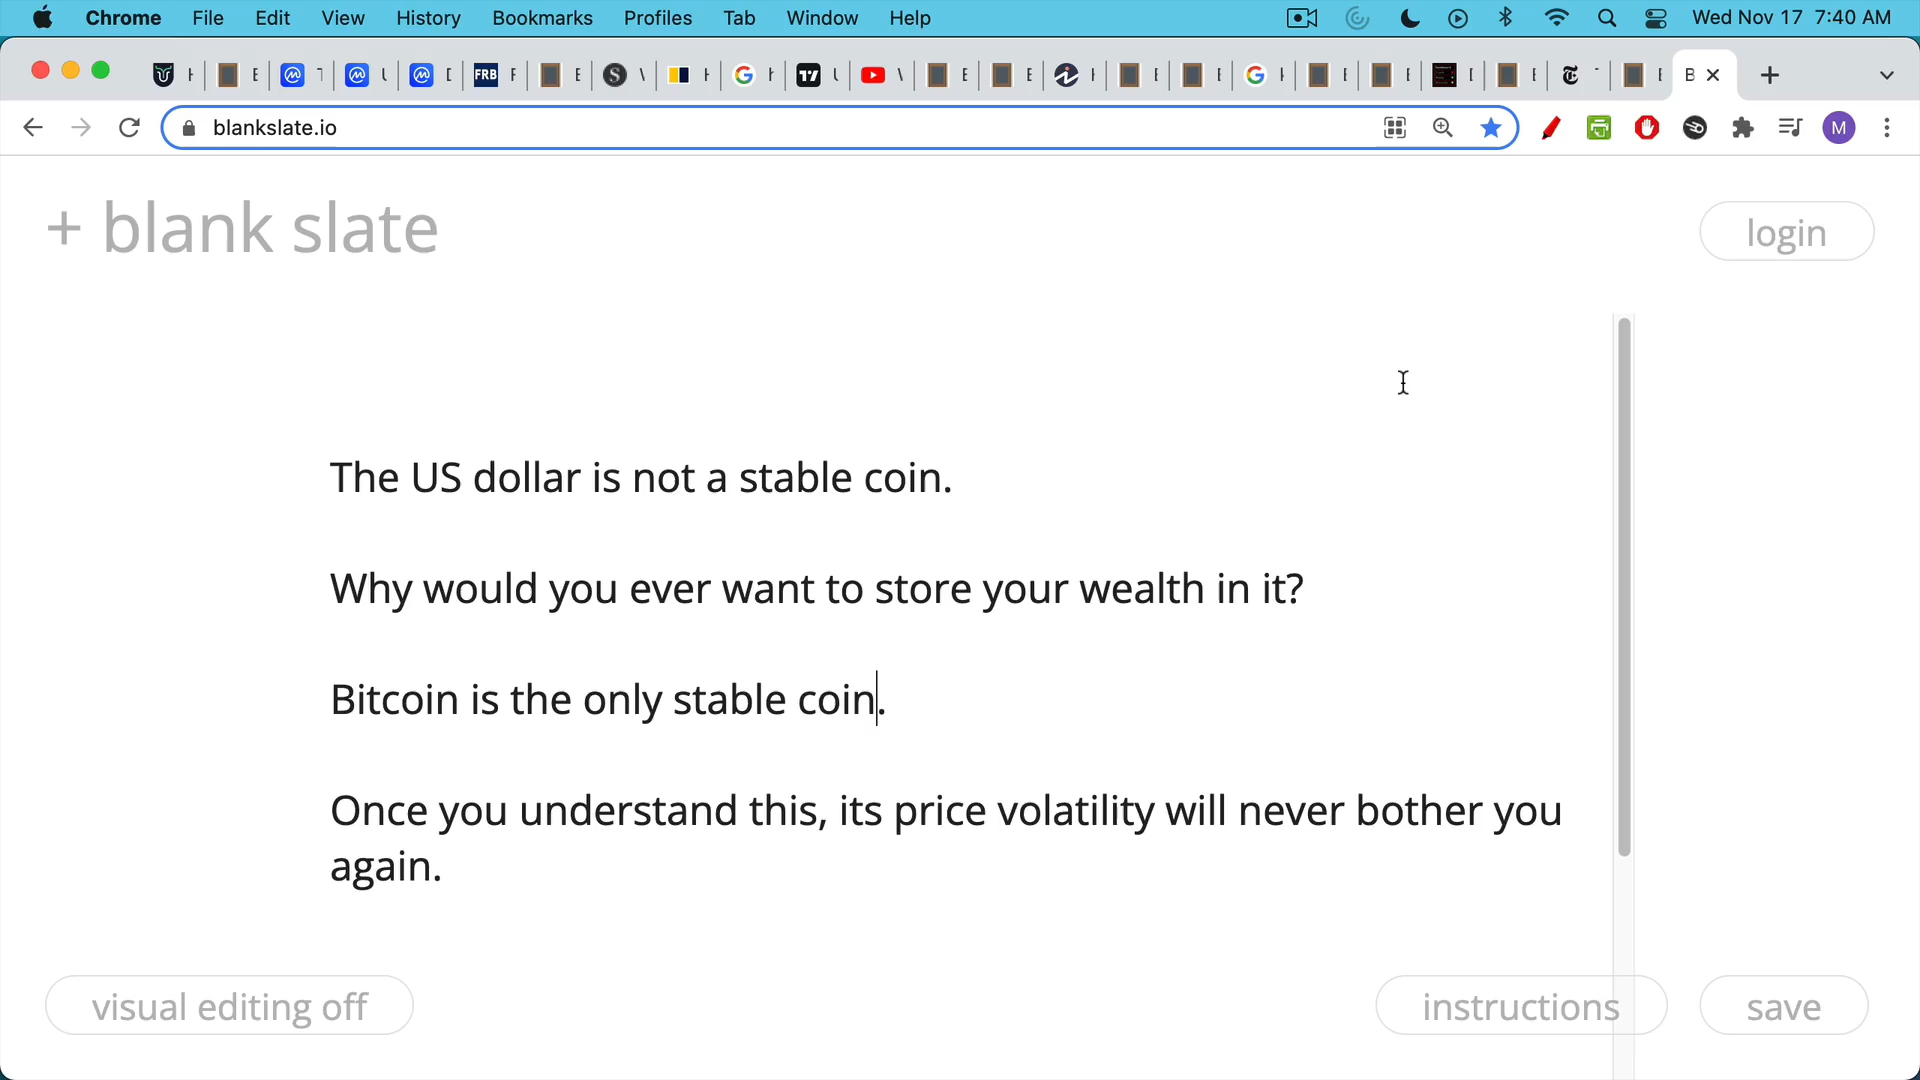 Chrome File Edit View History Bookmarks Profiles Tab Window Help Wed Nov 17 7:40 AM
FRB
B
blankslate.io
M
+ blank slate
login
The US dollar is not a stable coin.
Why would you ever want to store your wealth in it?
Bitcoin is the only stable coin.
Once you understand this, its price volatility will never bother you
again.
visual editing off
instructions
save